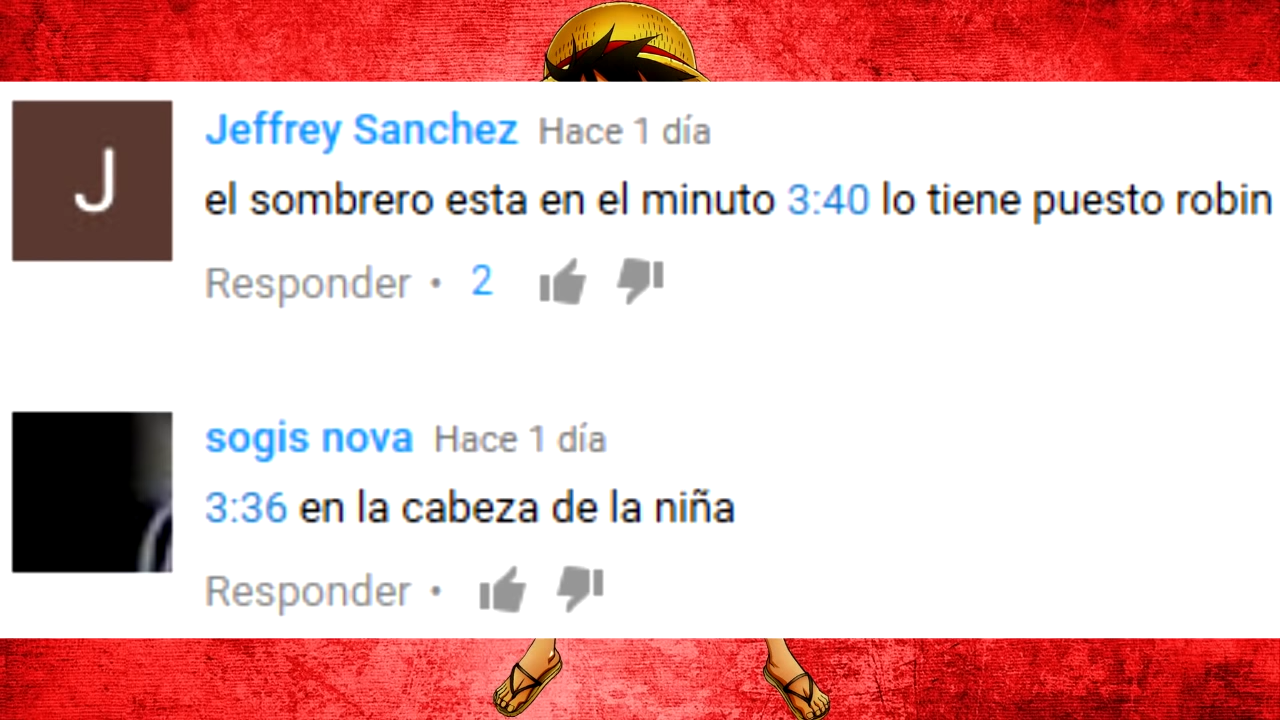 J
Jeffrey Sanchez Hace 1 día
el sombrero esta en el minuto 3:40 lo tiene puesto robin
Responder • 2
sogis nova Hace 1 día
3:36 en la cabeza de la niña
Responder •